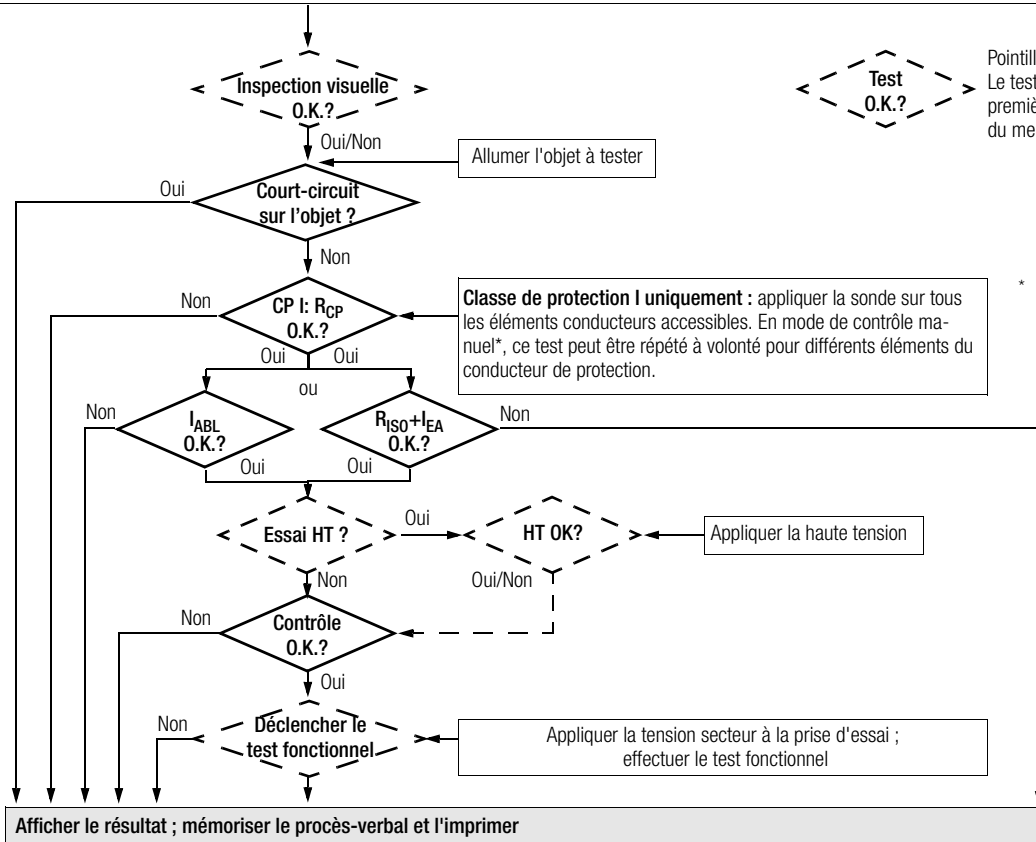 Inspection visuelle
O.K.?
Test
O.K.?
Le test
du me
Oui/Non
Allumer l'objet à tester
Oui
Court-circuit
sur l'objet ?
Non
Non
CP I: RCP
O.K.?
Classe de protection I uniquement : appliquer la sonde sur tous
les éléments conducteurs accessibles. En mode de contrôle ma-
nuel*, ce test peut être répété à volonté pour différents éléments du
conducteur de protection.
*
Oui
Oui
ou
Non
IABL
O.K.?
RISO+IEA
O.K.?
Non
Oui
Oui
Essai HT ?
Oui
HT OK?
Appliquer la haute tension
Non
Oui/Non
Non
Contrôle
O.K.?
Oui
Non
Déclencher le
test fonctionnel
Appliquer la tension secteur à la prise d'essai ;
effectuer le test fonctionnel
Afficher le résultat ; mémoriser le procès-verbal et l'imprimer